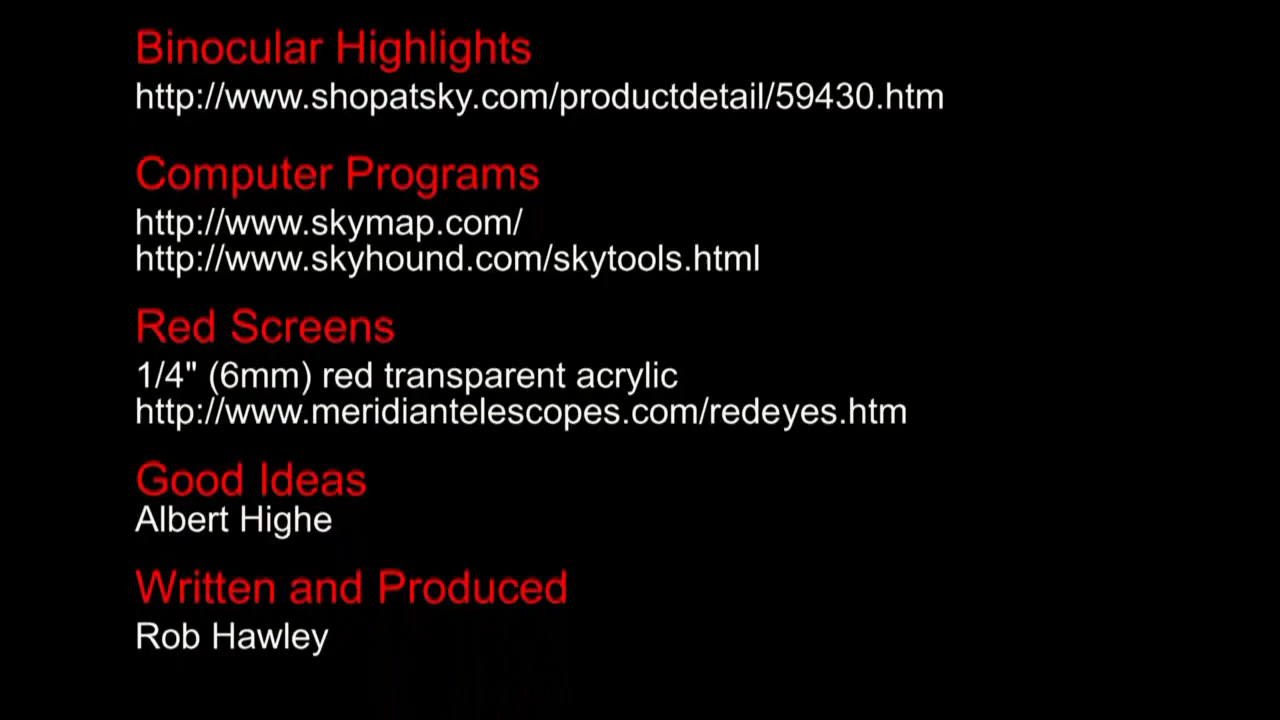 Binocular Highlights
http://www.shopatsky.com/productdetail/59430.htm
Computer Programs
http://www.skymap.com/
http://www.skyhound.com/skytools.html
Red Screens
1/4" (6mm) red transparent acrylic
http://www.meridiantelescopes.com/redeyes.htm
Good Ideas
Albert Highe
Written and Produced
Rob Hawley